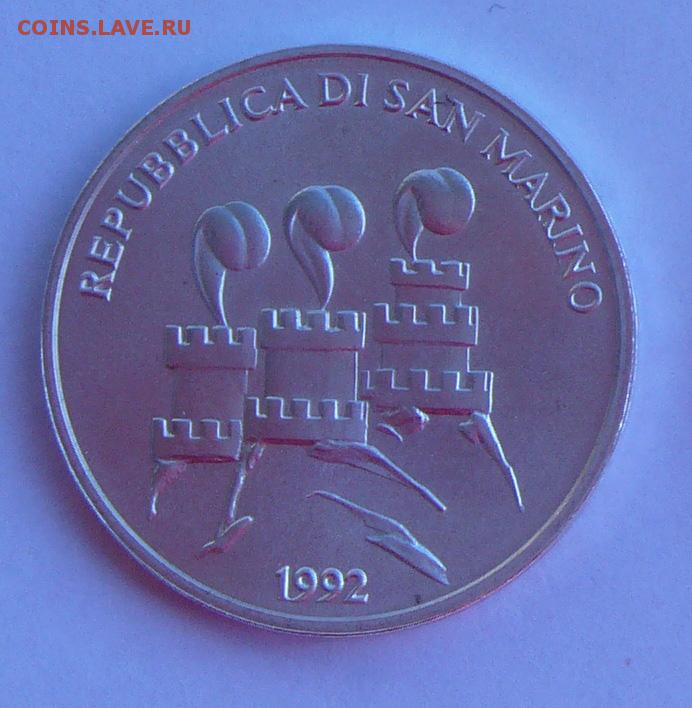 COINS.LAVE.RU
REPUBBLICA DI SAN MARINO
1992